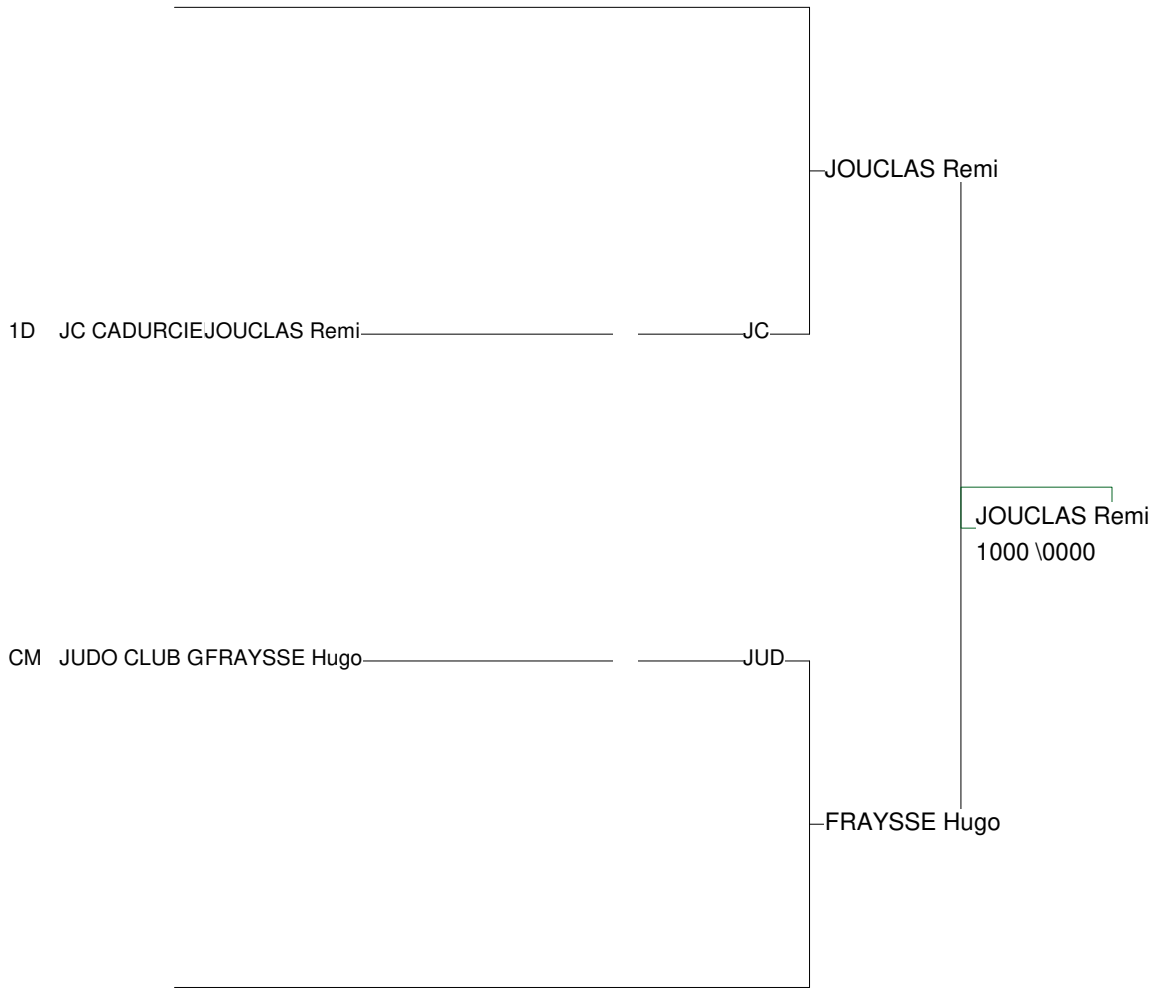 JOUCLAS Remi
1D JC CADURCIEJOUCLAS Remi JC
JOUCLAS Remi
1000 \0000
CM JUDO CLUB GFRAYSSE Hugo JUD
FRAYSSE Hugo